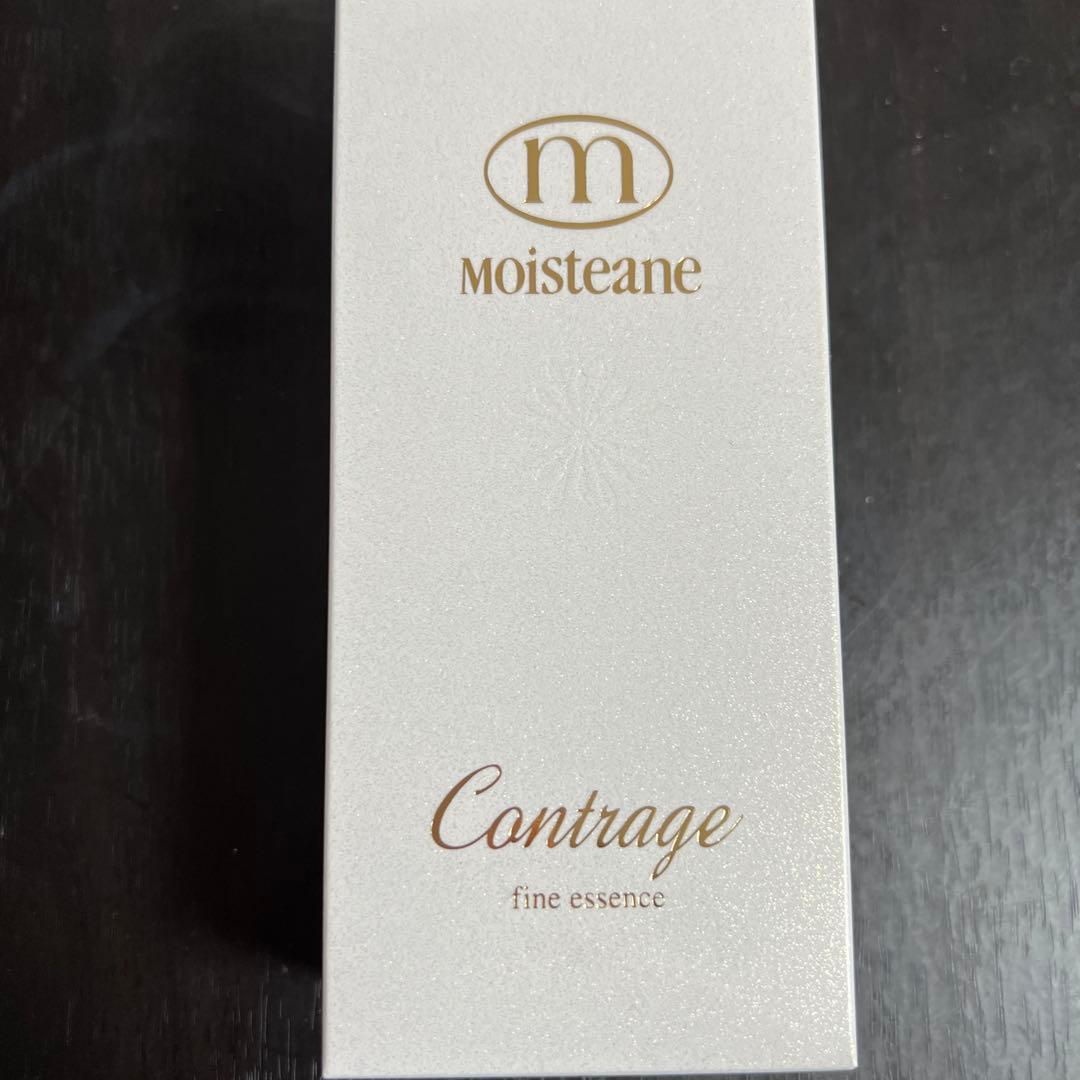 m
Moisteane
Contrage
fine essence